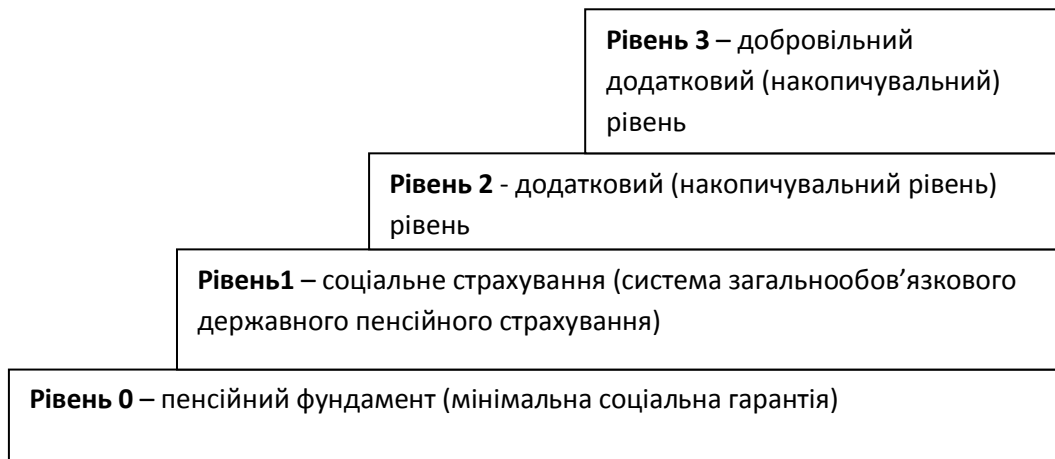 Рівень 3 – добровільний
додатковий (накопичувальний)
рівень
Рівень 2 - додатковий (накопичувальний рівень)
рівень
Рівень1 – соціальне страхування (система загальнообов’язкового
державного пенсійного страхування)
Рівень 0 – пенсійний фундамент (мінімальна соціальна гарантія)